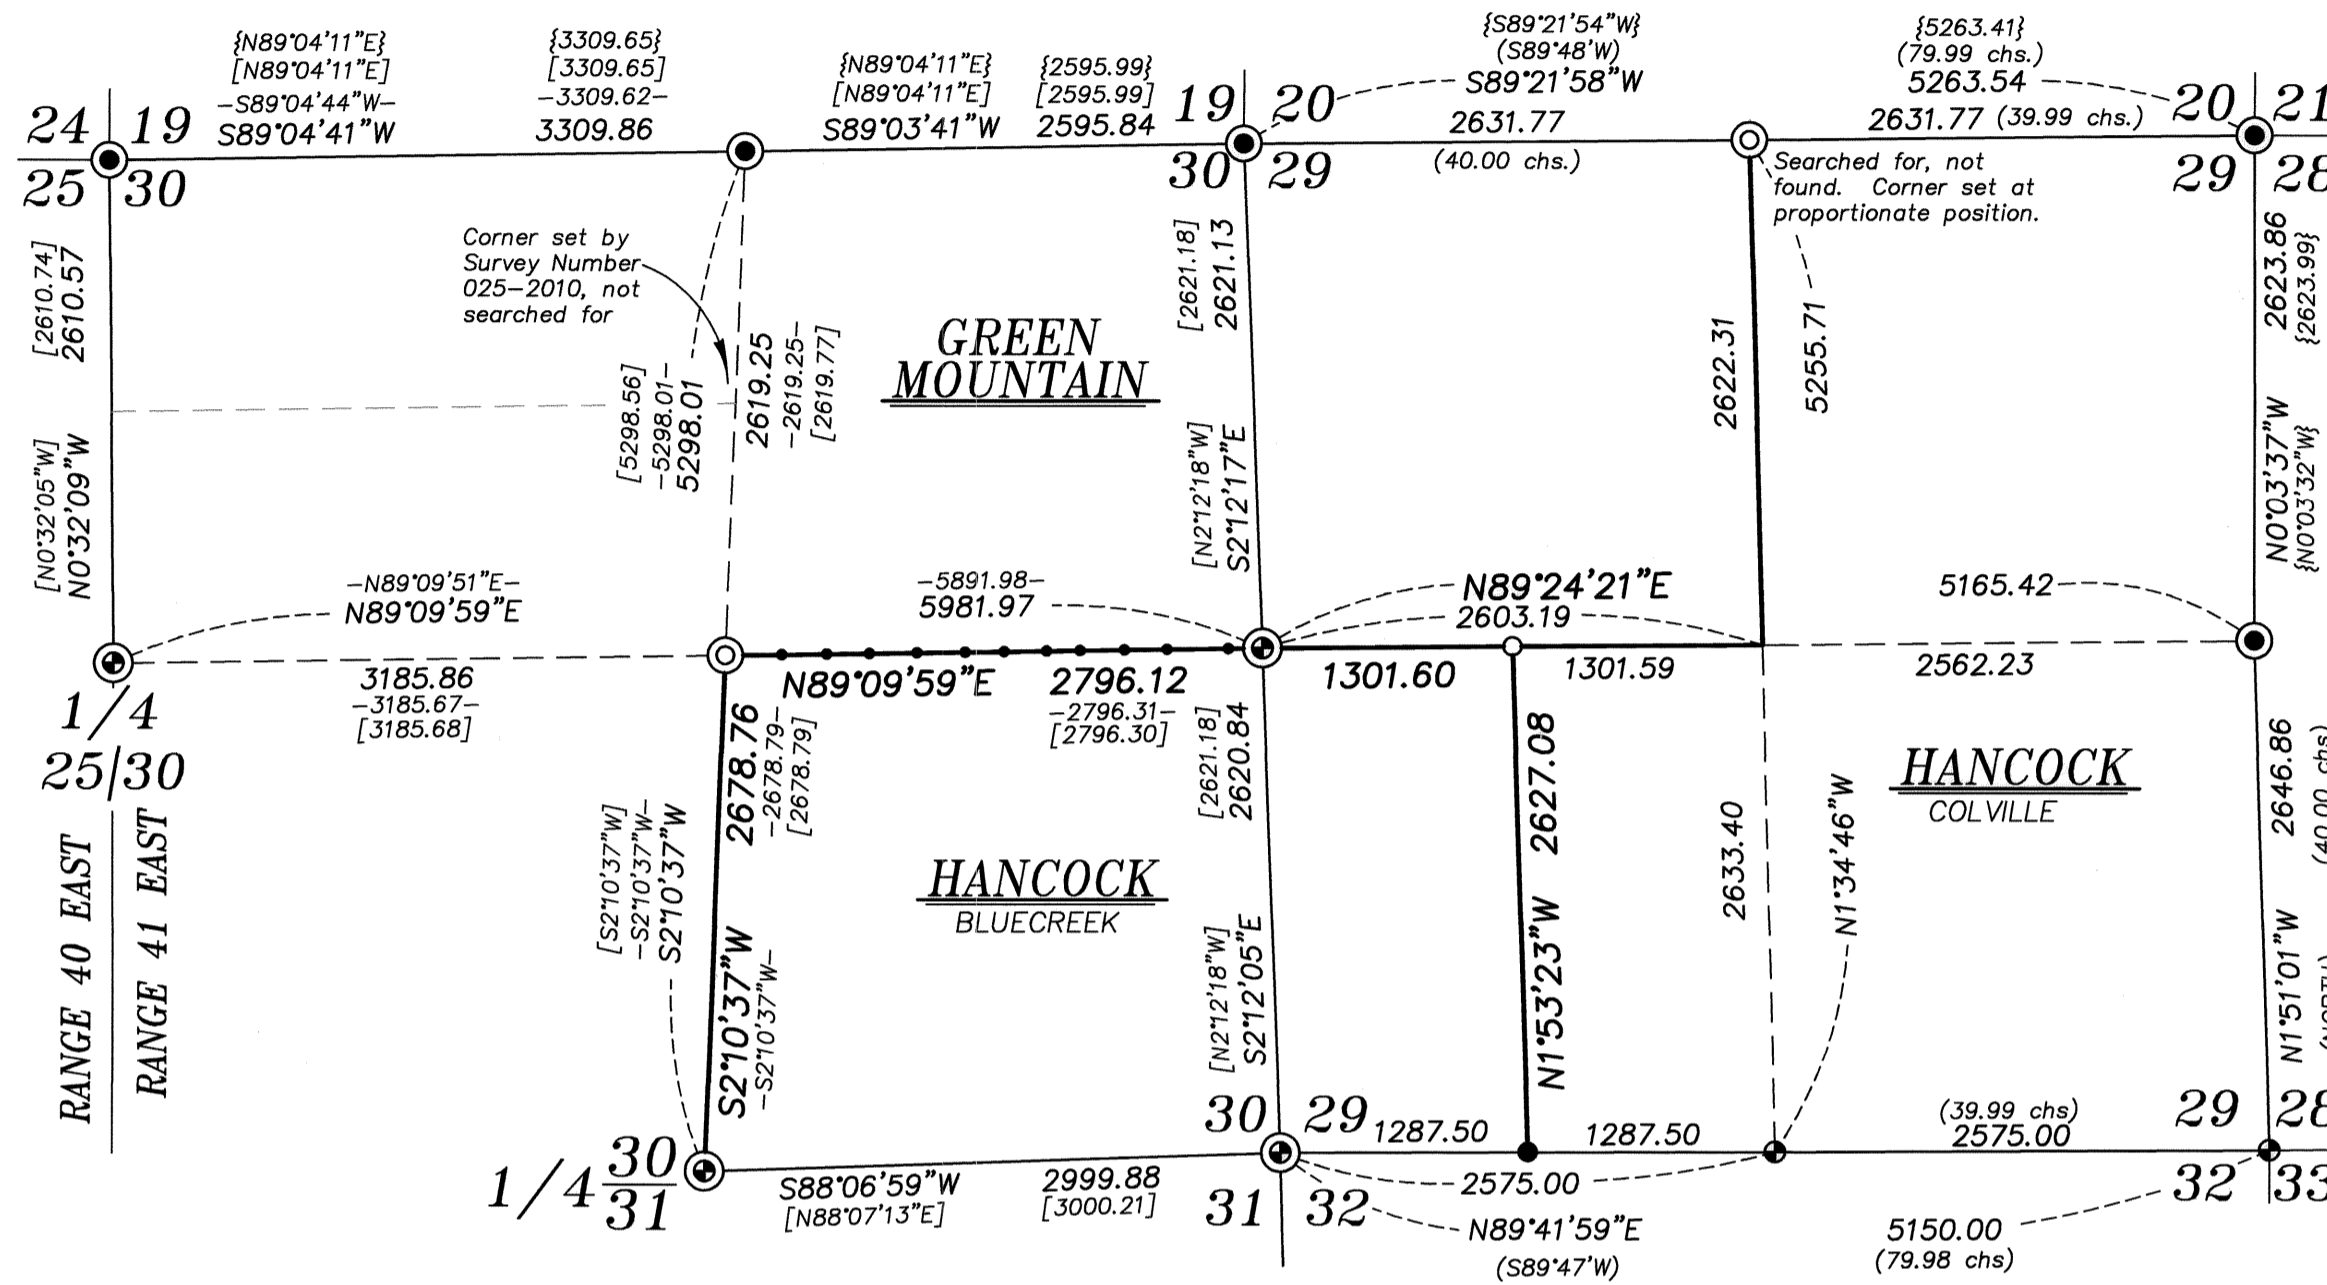 {N89°04'11"E}
[N89°04'11"E]
-S89°04'44"W-
S89°04'41"W
{3309.65}
[3309.65]
-3309.62-
3309.86
{N89°04'11"E}
[N89°04'11"E]
S89°03'41"W
{2595.99}
[2595.99]
2595.84
{S89°21'54"W}
(S89°48'W)
S89°21'58"W
2631.77
(40.00 chs.)
{5263.41}
(79.99 chs.)
5263.54
2631.77 (39.99 chs.)
24 19
25 30
19 20
30 29
20 21
29 28
Searched for, not
found. Corner set at
proportionate position.
Corner set by
Survey Number
025-2010, not
searched for
[2610.74]
2610.57
[N0°32'05"W]
N0°32'09"W
[5298.56]
-5298.01-
5298.01
2619.25
-2619.25-
[2619.77]
GREEN
MOUNTAIN
[2621.18]
2621.13
[N2°12'18"W]
S2°12'17"E
2622.31
5255.71
2623.86
{2623.99}
N0°03'37"W
{N0°03'32"W}
-N89°09'51"E-
N89°09'59"E
-5891.98-
5981.97
N89°24'21"E
2603.19
5165.42
3185.86
-3185.67-
[3185.68]
N89°09'59"E
2796.12
-2796.31-
[2796.30]
1301.60
1301.59
2562.23
1/4
25/30
RANGE 40 EAST
RANGE 41 EAST
2678.76
-2678.79-
[2678.79]
[S2°10'37"W]
-S2°10'37"W-
S2°10'37"W
S2°10'37"W
-S2°10'37"W-
HANCOCK
BLUECREEK
[2621.18]
2620.84
[N2°12'18"W]
S2°12'05"E
2627.08
N1°53'23"W
2633.40
N1°34'46"W
HANCOCK
COLVILLE
2646.86
(40.00 chs)
N1°51'01"W
(NORTH)
1/4 30
31
S88°06'59"W
[N88°07'13"E]
2999.88
[3000.21]
30 29
31 32
1287.50
1287.50
2575.00
(39.99 chs)
2575.00
29 28
32 33
N89°41'59"E
(S89°47'W)
5150.00
(79.98 chs)